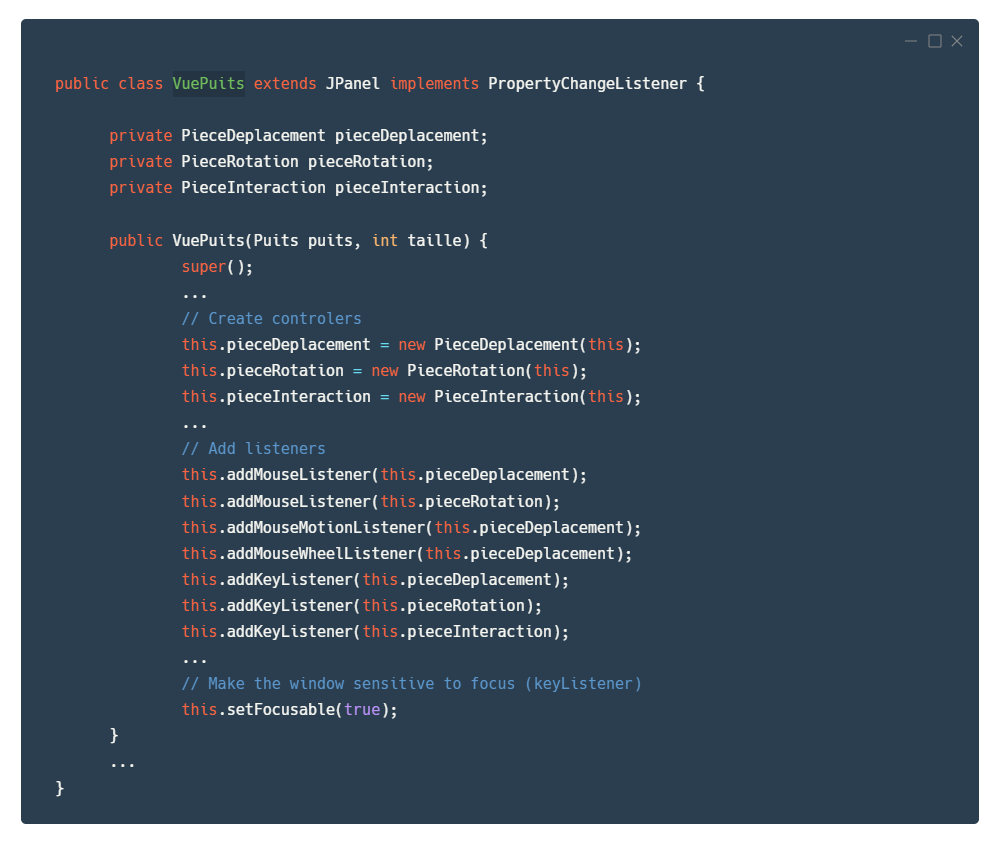 public class VuePuits extends JPanel implements PropertyChangeListener {
private PieceDeplacement pieceDeplacement;
private PieceRotation pieceRotation;
private PieceInteraction pieceInteraction;
public VuePuits(Puits puits, int taille) {
super();
...
// Create controlers
this.pieceDeplacement = new PieceDeplacement(this);
this.pieceRotation = new PieceRotation(this);
this.pieceInteraction = new PieceInteraction(this);
...
// Add listeners
this.addMouseListener(this.pieceDeplacement);
this.addMouseListener(this.pieceRotation);
this.addMouseMotionListener(this.pieceDeplacement);
this.addMouseWheelListener(this.pieceDeplacement);
this.addKeyListener(this.pieceDeplacement);
this.addKeyListener(this.pieceRotation);
this.addKeyListener(this.pieceInteraction);
...
// Make the window sensitive to focus (keyListener)
this.setFocusable(true);
}
...
}